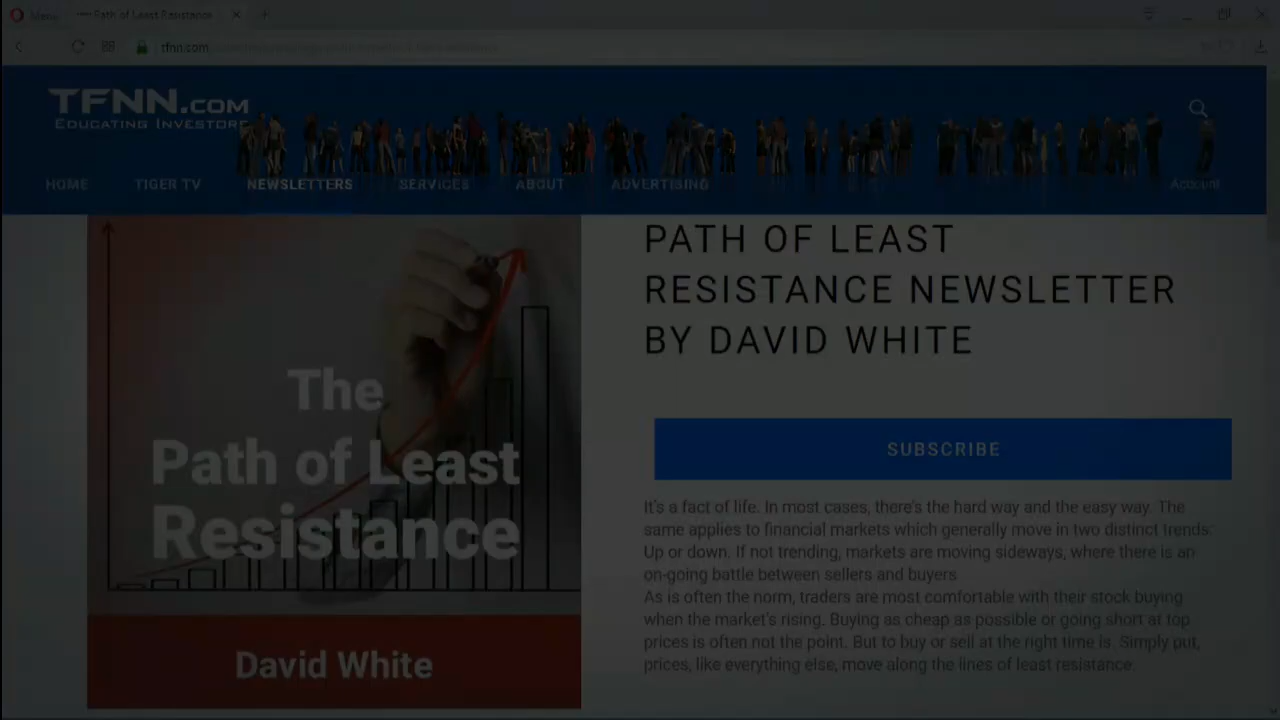 Menu
Path of Least Resistance
tfnn.com
TFNN.COM
EDUCATING INVESTORS
HOME TIGER TV NEWSLETTERS SERVICES ABOUT ADVERTISING Account
The
Path of Least
Resistance
David White
PATH OF LEAST
RESISTANCE NEWSLETTER
BY DAVID WHITE
SUBSCRIBE
It's a fact of life. In most cases, there's the hard way and the easy way. The
same applies to financial markets which generally move in two distinct trends:
Up or down. If not trending, markets are moving sideways, where there is an
on-going battle between sellers and buyers
As is often the norm, traders are most comfortable with their stock buying
when the market's rising. Buying as cheap as possible or going short at top
prices is often not the point. But to buy or sell at the right time is. Simply put,
prices, like everything else, move along the lines of least resistance.